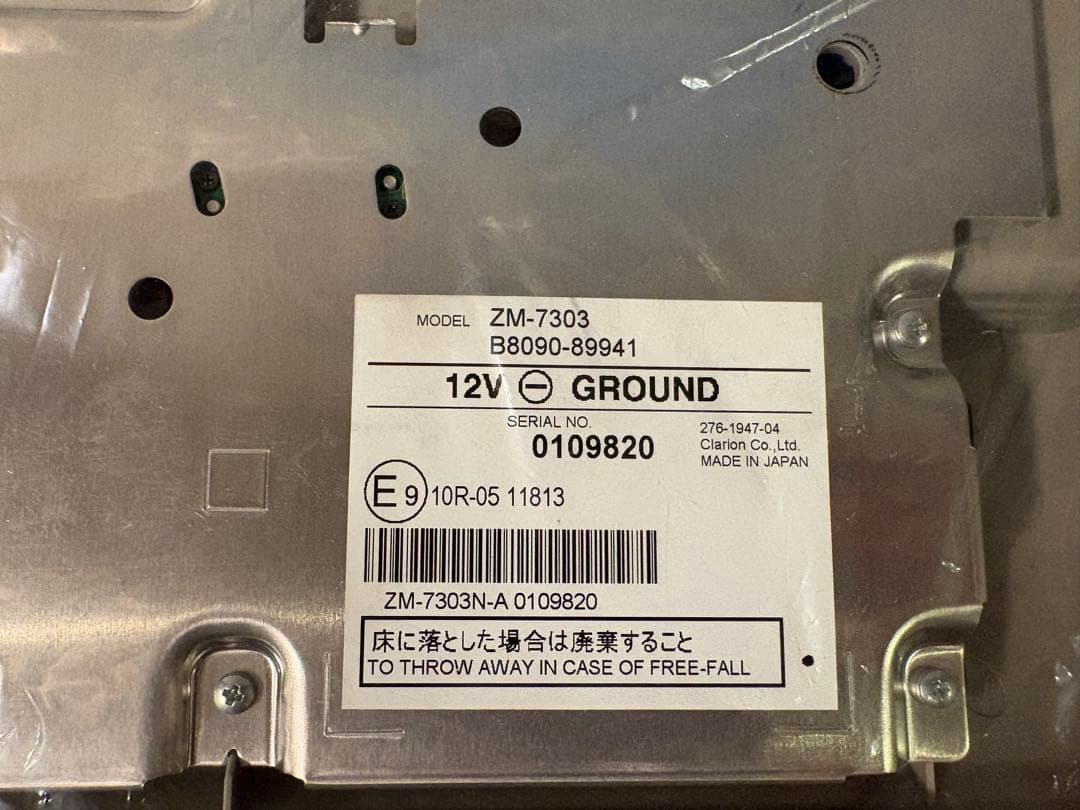 MODEL ZM-7303
B8090-89941
12V ⊖ GROUND
SERIAL NO.
0109820
276-1947-04
Clarion Co.,Ltd.
MADE IN JAPAN
E9 10R-05 11813
ZM-7303N-A 0109820
床に落とした場合は廃棄すること
TO THROW AWAY IN CASE OF FREE-FALL